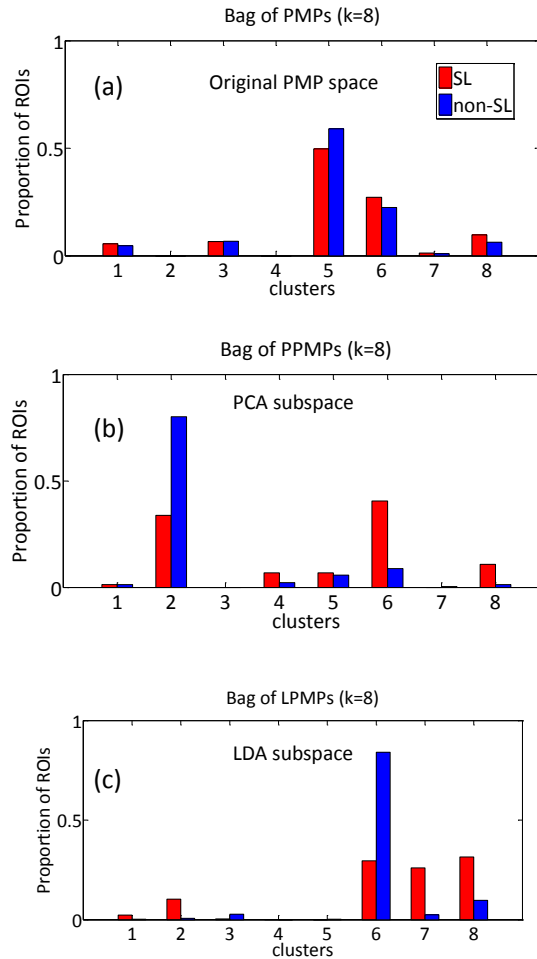 Bag of PMPs (k=8)
1
(a)
Original PMP space
SL
non-SL
0.5
0
Proportion of ROIs
1 2 3 4 5 6 7 8
clusters
Bag of PPMPs (k=8)
1
(b)
PCA subspace
0.5
0
Proportion of ROIs
1 2 3 4 5 6 7 8
clusters
Bag of LPMPs (k=8)
1
(c)
LDA subspace
0.5
0
Proportion of ROIs
1 2 3 4 5 6 7 8
clusters